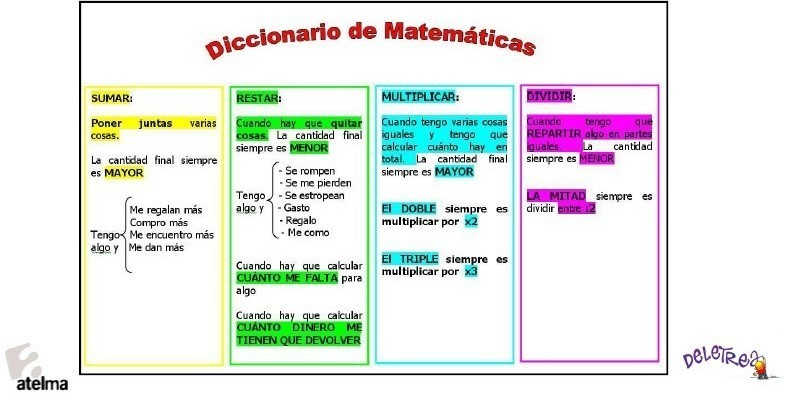 Diccionario de Matemáticas
SUMAR:
Poner juntas varias
cosas.
La cantidad final siempre
es MAYOR
Tengo
algo y
Me regalan más
Compro más
Me encuentro más
Me dan más
RESTAR:
Cuando hay que quitar
cosas. La cantidad final
siempre es MENOR
Tengo
algo y
- Se rompen
- Se me pierden
- Se estropean
- Gasto
- Regalo
- Me como
Cuando hay que calcular
CUÁNTO ME FALTA para
algo
Cuando hay que calcular
CUÁNTO DINERO ME
TIENEN QUE DEVOLVER
MULTIPLICAR:
Cuando tengo varias cosas
iguales y tengo que
calcular cuánto hay en
total. La cantidad final
siempre es MAYOR
El DOBLE siempre es
multiplicar por x2
El TRIPLE siempre es
multiplicar por x3
DIVIDIR:
Cuando tengo que
REPARTIR algo en partes
iguales. La cantidad
siempre es MENOR
LA MITAD siempre es
dividir entre :2
atelma
DELETREA